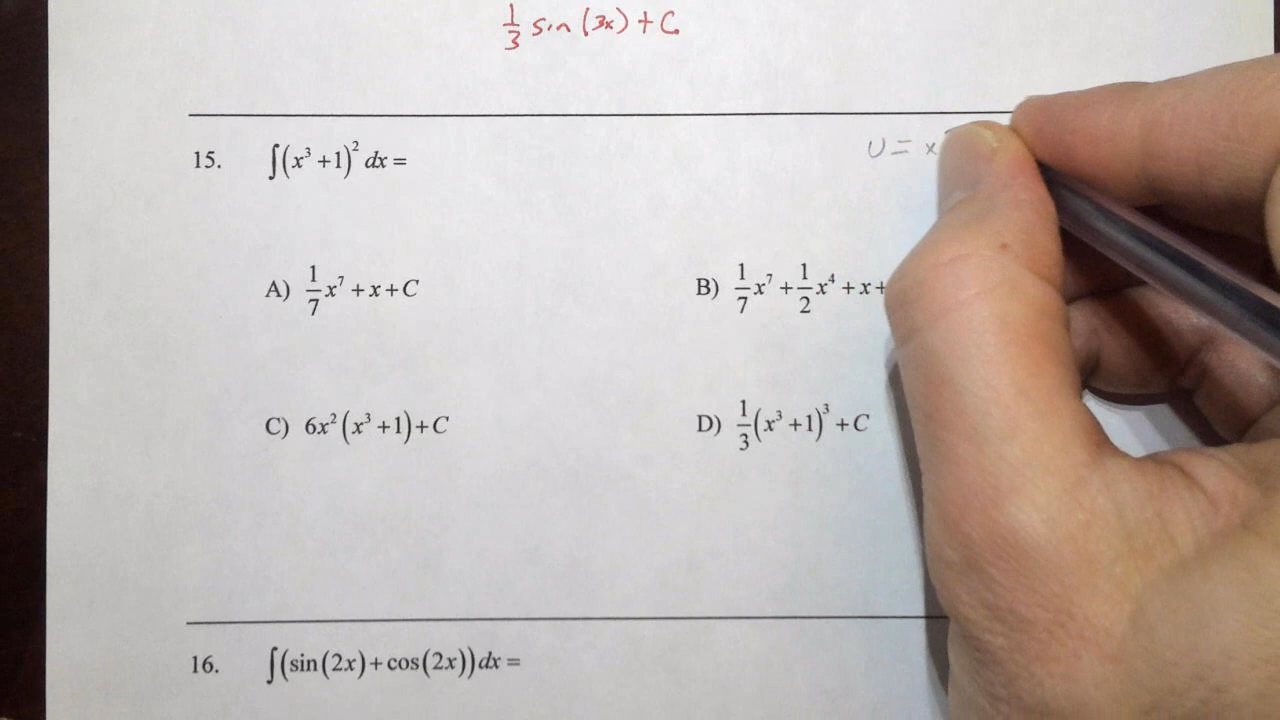 1/3 sin (3x) + C
15. ∫(x³+1)² dx =
U = x
A) 1/7 x⁷ + x + C
B) 1/7 x⁷ + 1/2 x⁴ + x +
C) 6x²(x³+1)+C
D) 1/3 (x³+1)³ + C
16. ∫(sin(2x)+cos(2x))dx =